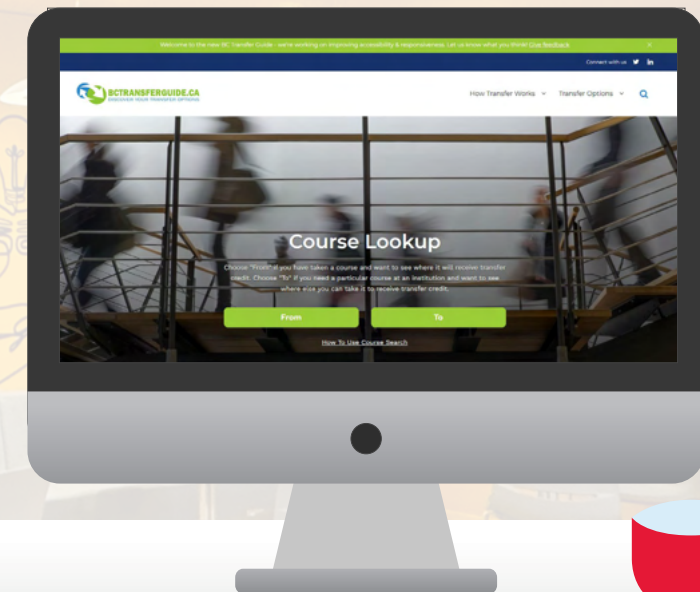 Welcome to the new BC Transfer Guide - we're working on improving accessibility & responsiveness. Let us know what you think! Give feedback. X
Connect with us
BCTRANSFERGUIDE.CA
DISCOVER YOUR TRANSFER OPTIONS
How Transfer Works
Transfer Options
Course Lookup
Choose "From" if you have taken a course and want to see where it will receive transfer
credit. Choose "To" if you need a particular course at an institution and want to see
where else you can take it to receive transfer credit.
From
To
How To Use Course Search